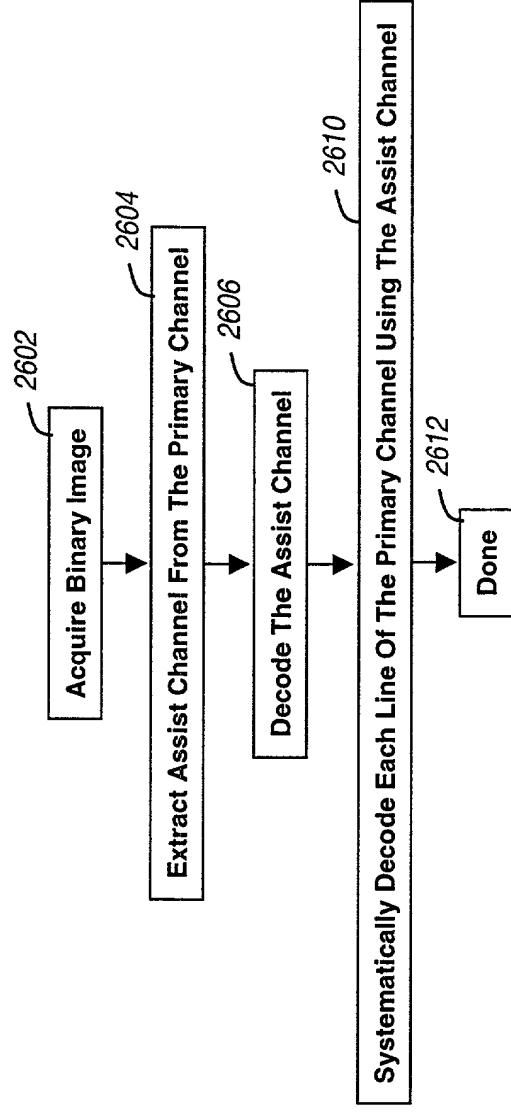 2602
Acquire Binary Image
2604
Extract Assist Channel From The Primary Channel
2606
Decode The Assist Channel
2610
Systematically Decode Each Line Of The Primary Channel Using The Assist Channel
2612
Done